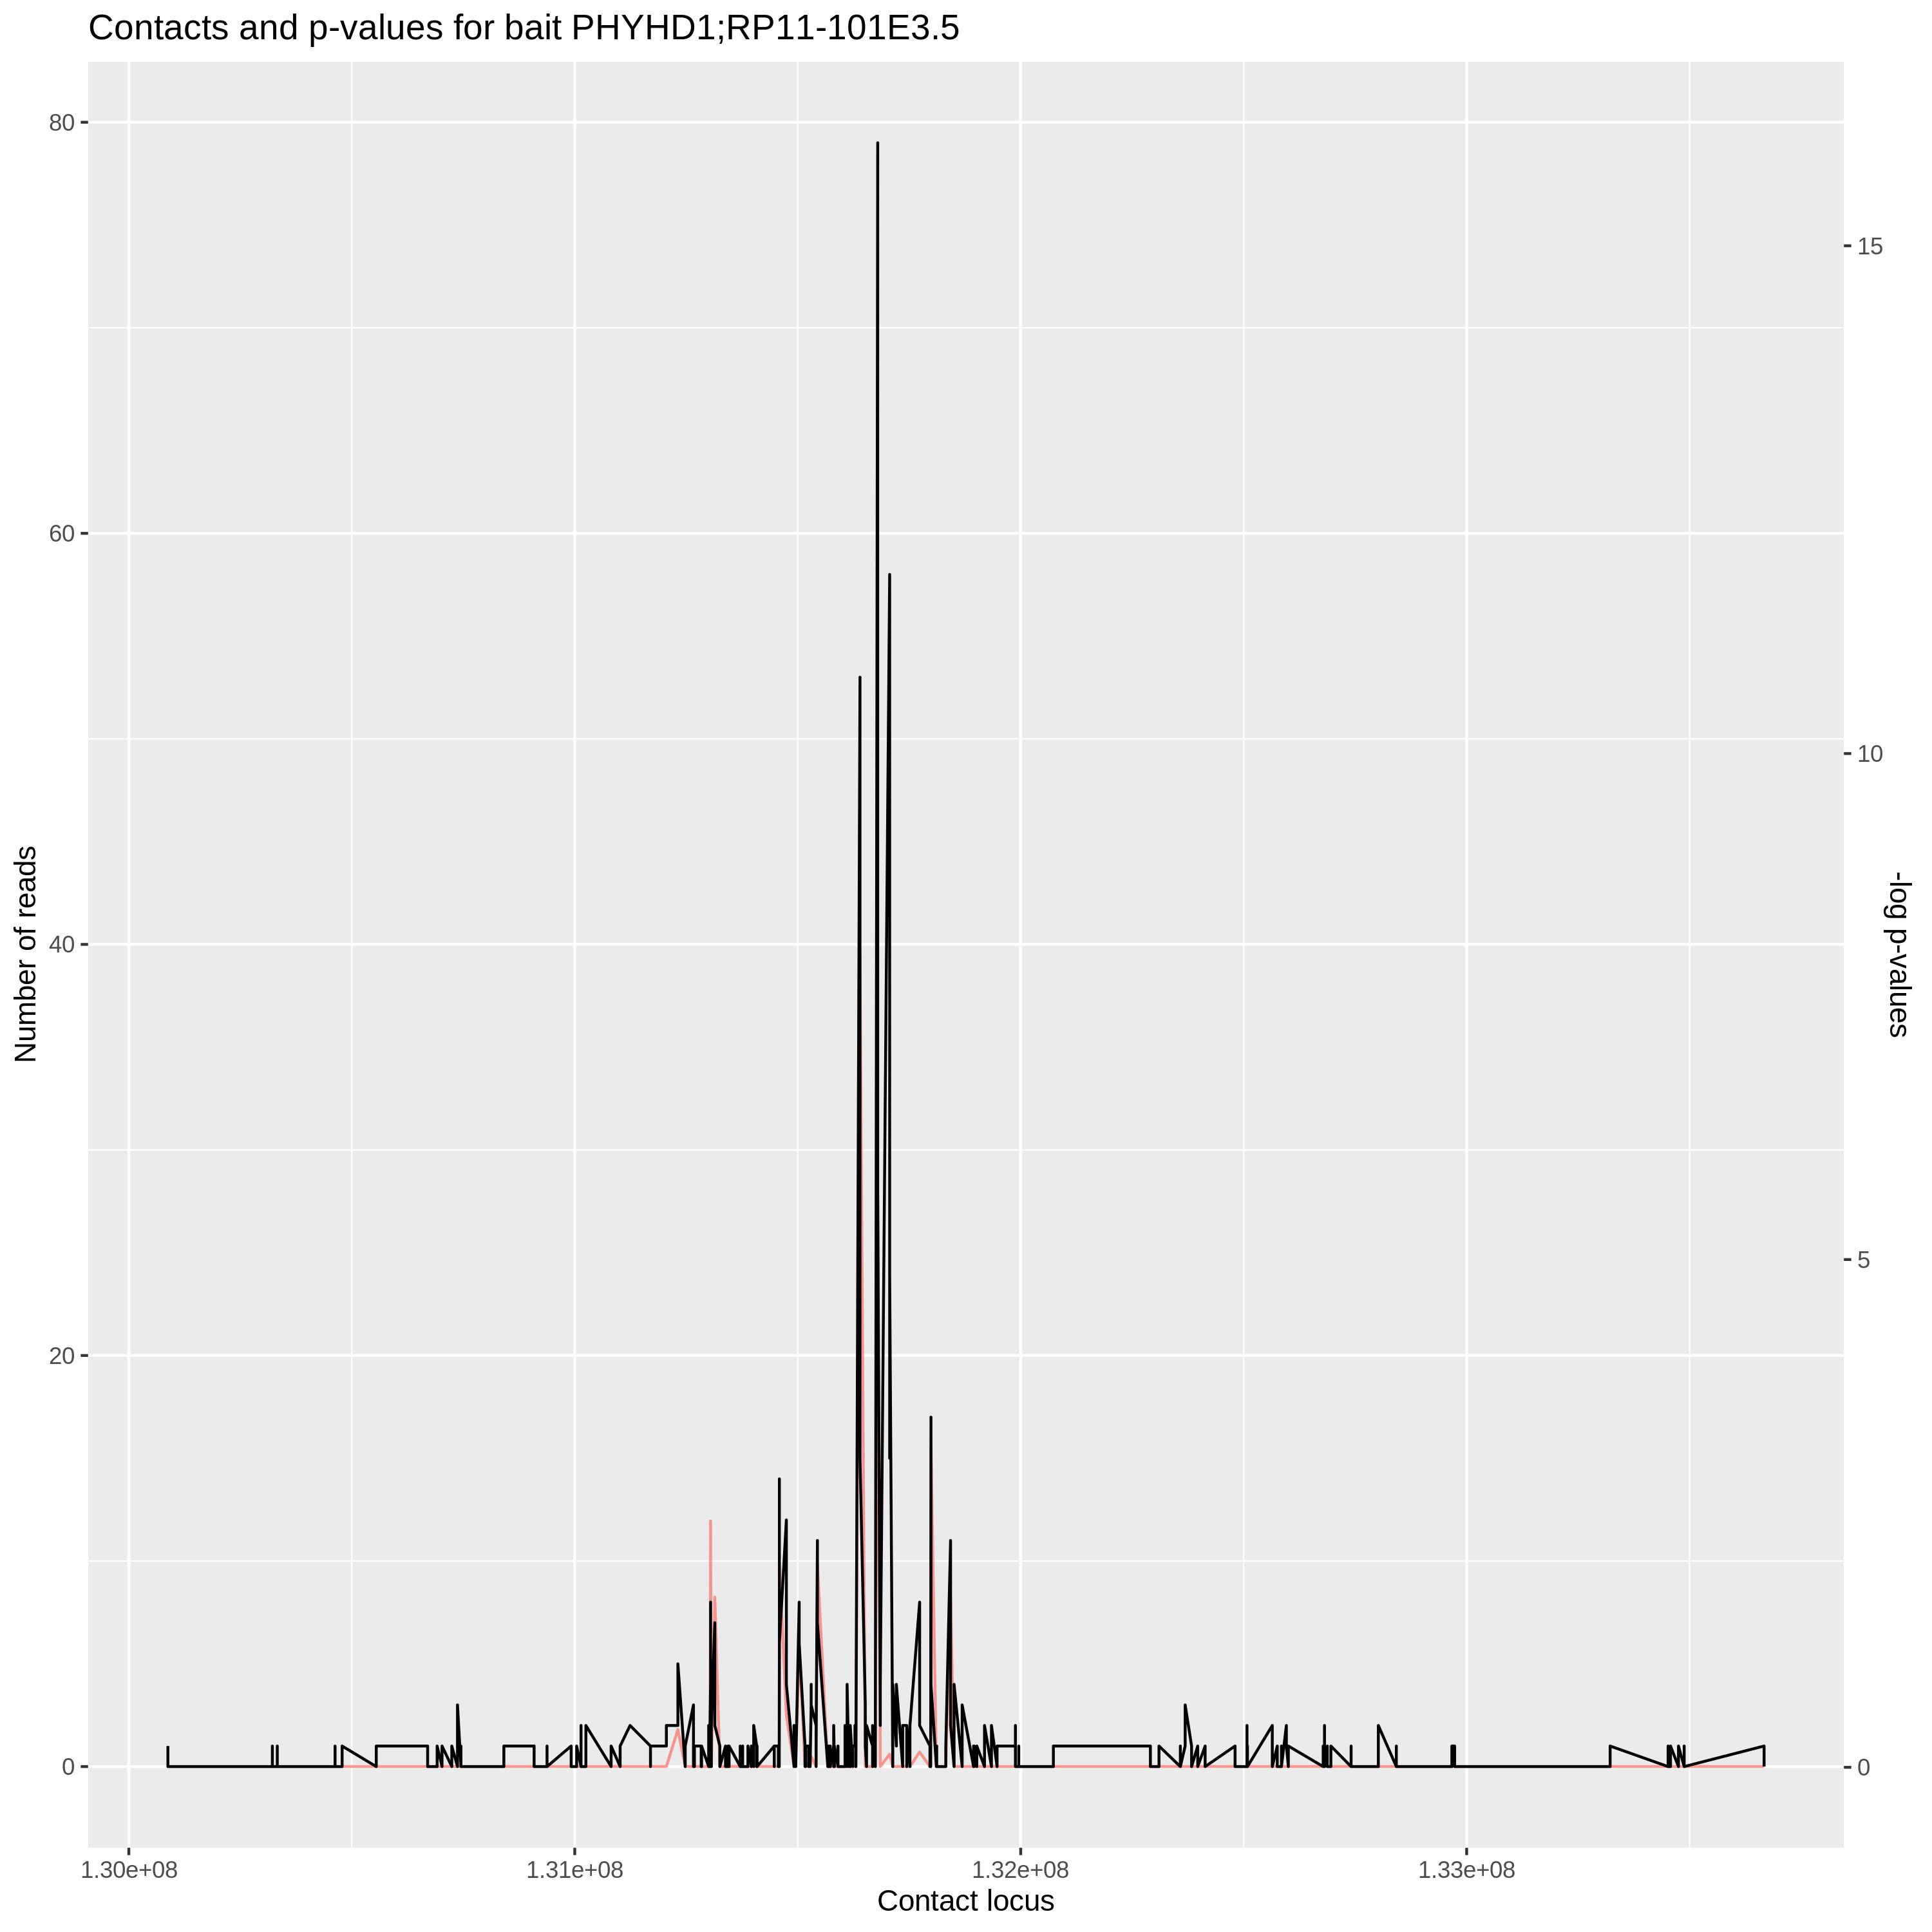 Contacts and p-values for bait PHYHD1;RP11-101E3.5
80
60
40
20
0
Number of reads
15
10
5
0
-log p-values
1.30e+08
1.31e+08
1.32e+08
1.33e+08
Contact locus